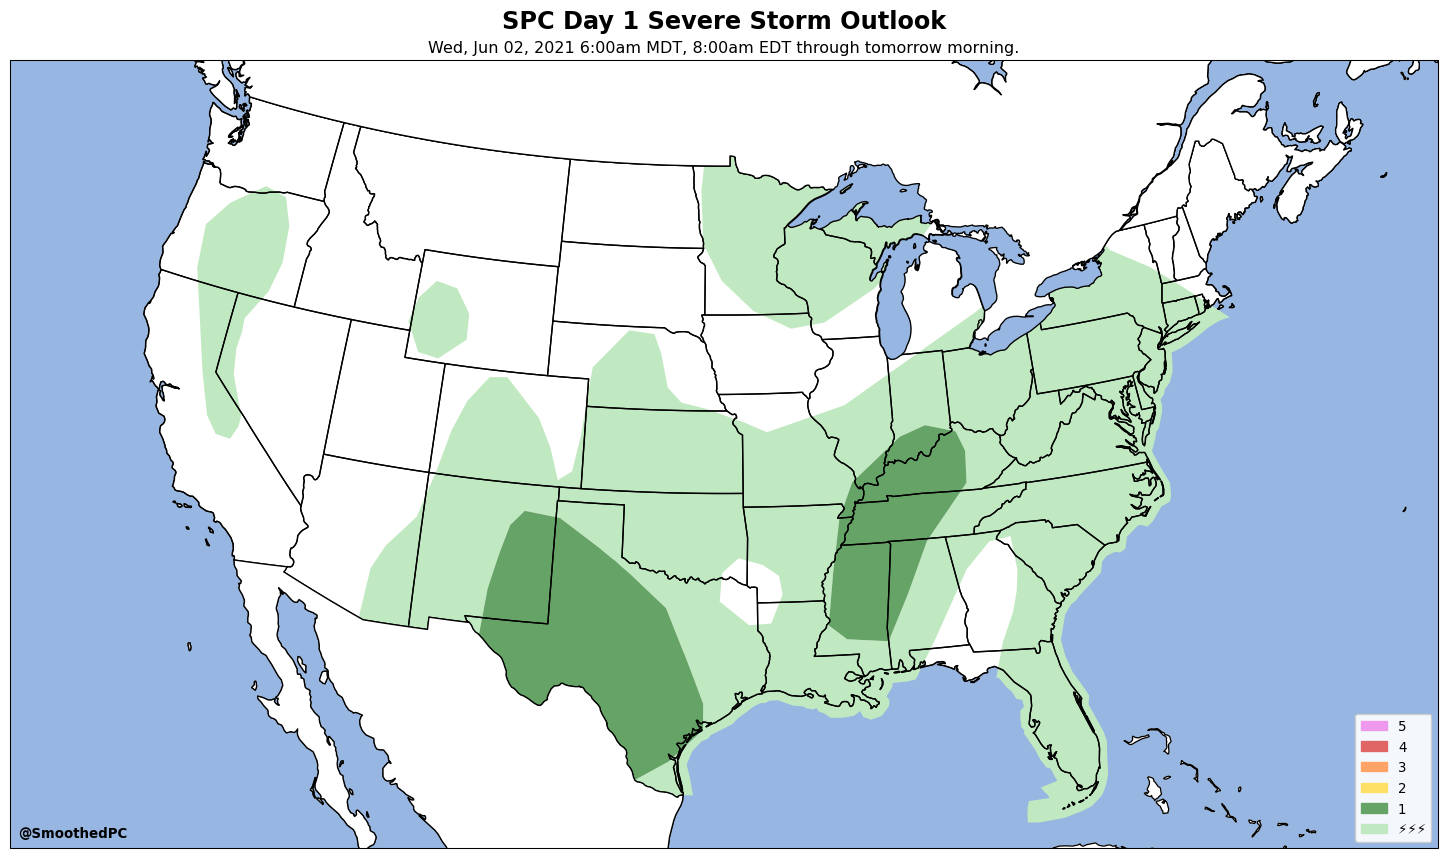 SPC Day 1 Severe Storm Outlook
Wed, Jun 02, 2021 6:00am MDT, 8:00am EDT through tomorrow morning.
5
4
3
2
1
⚡⚡⚡
@SmoothedPC